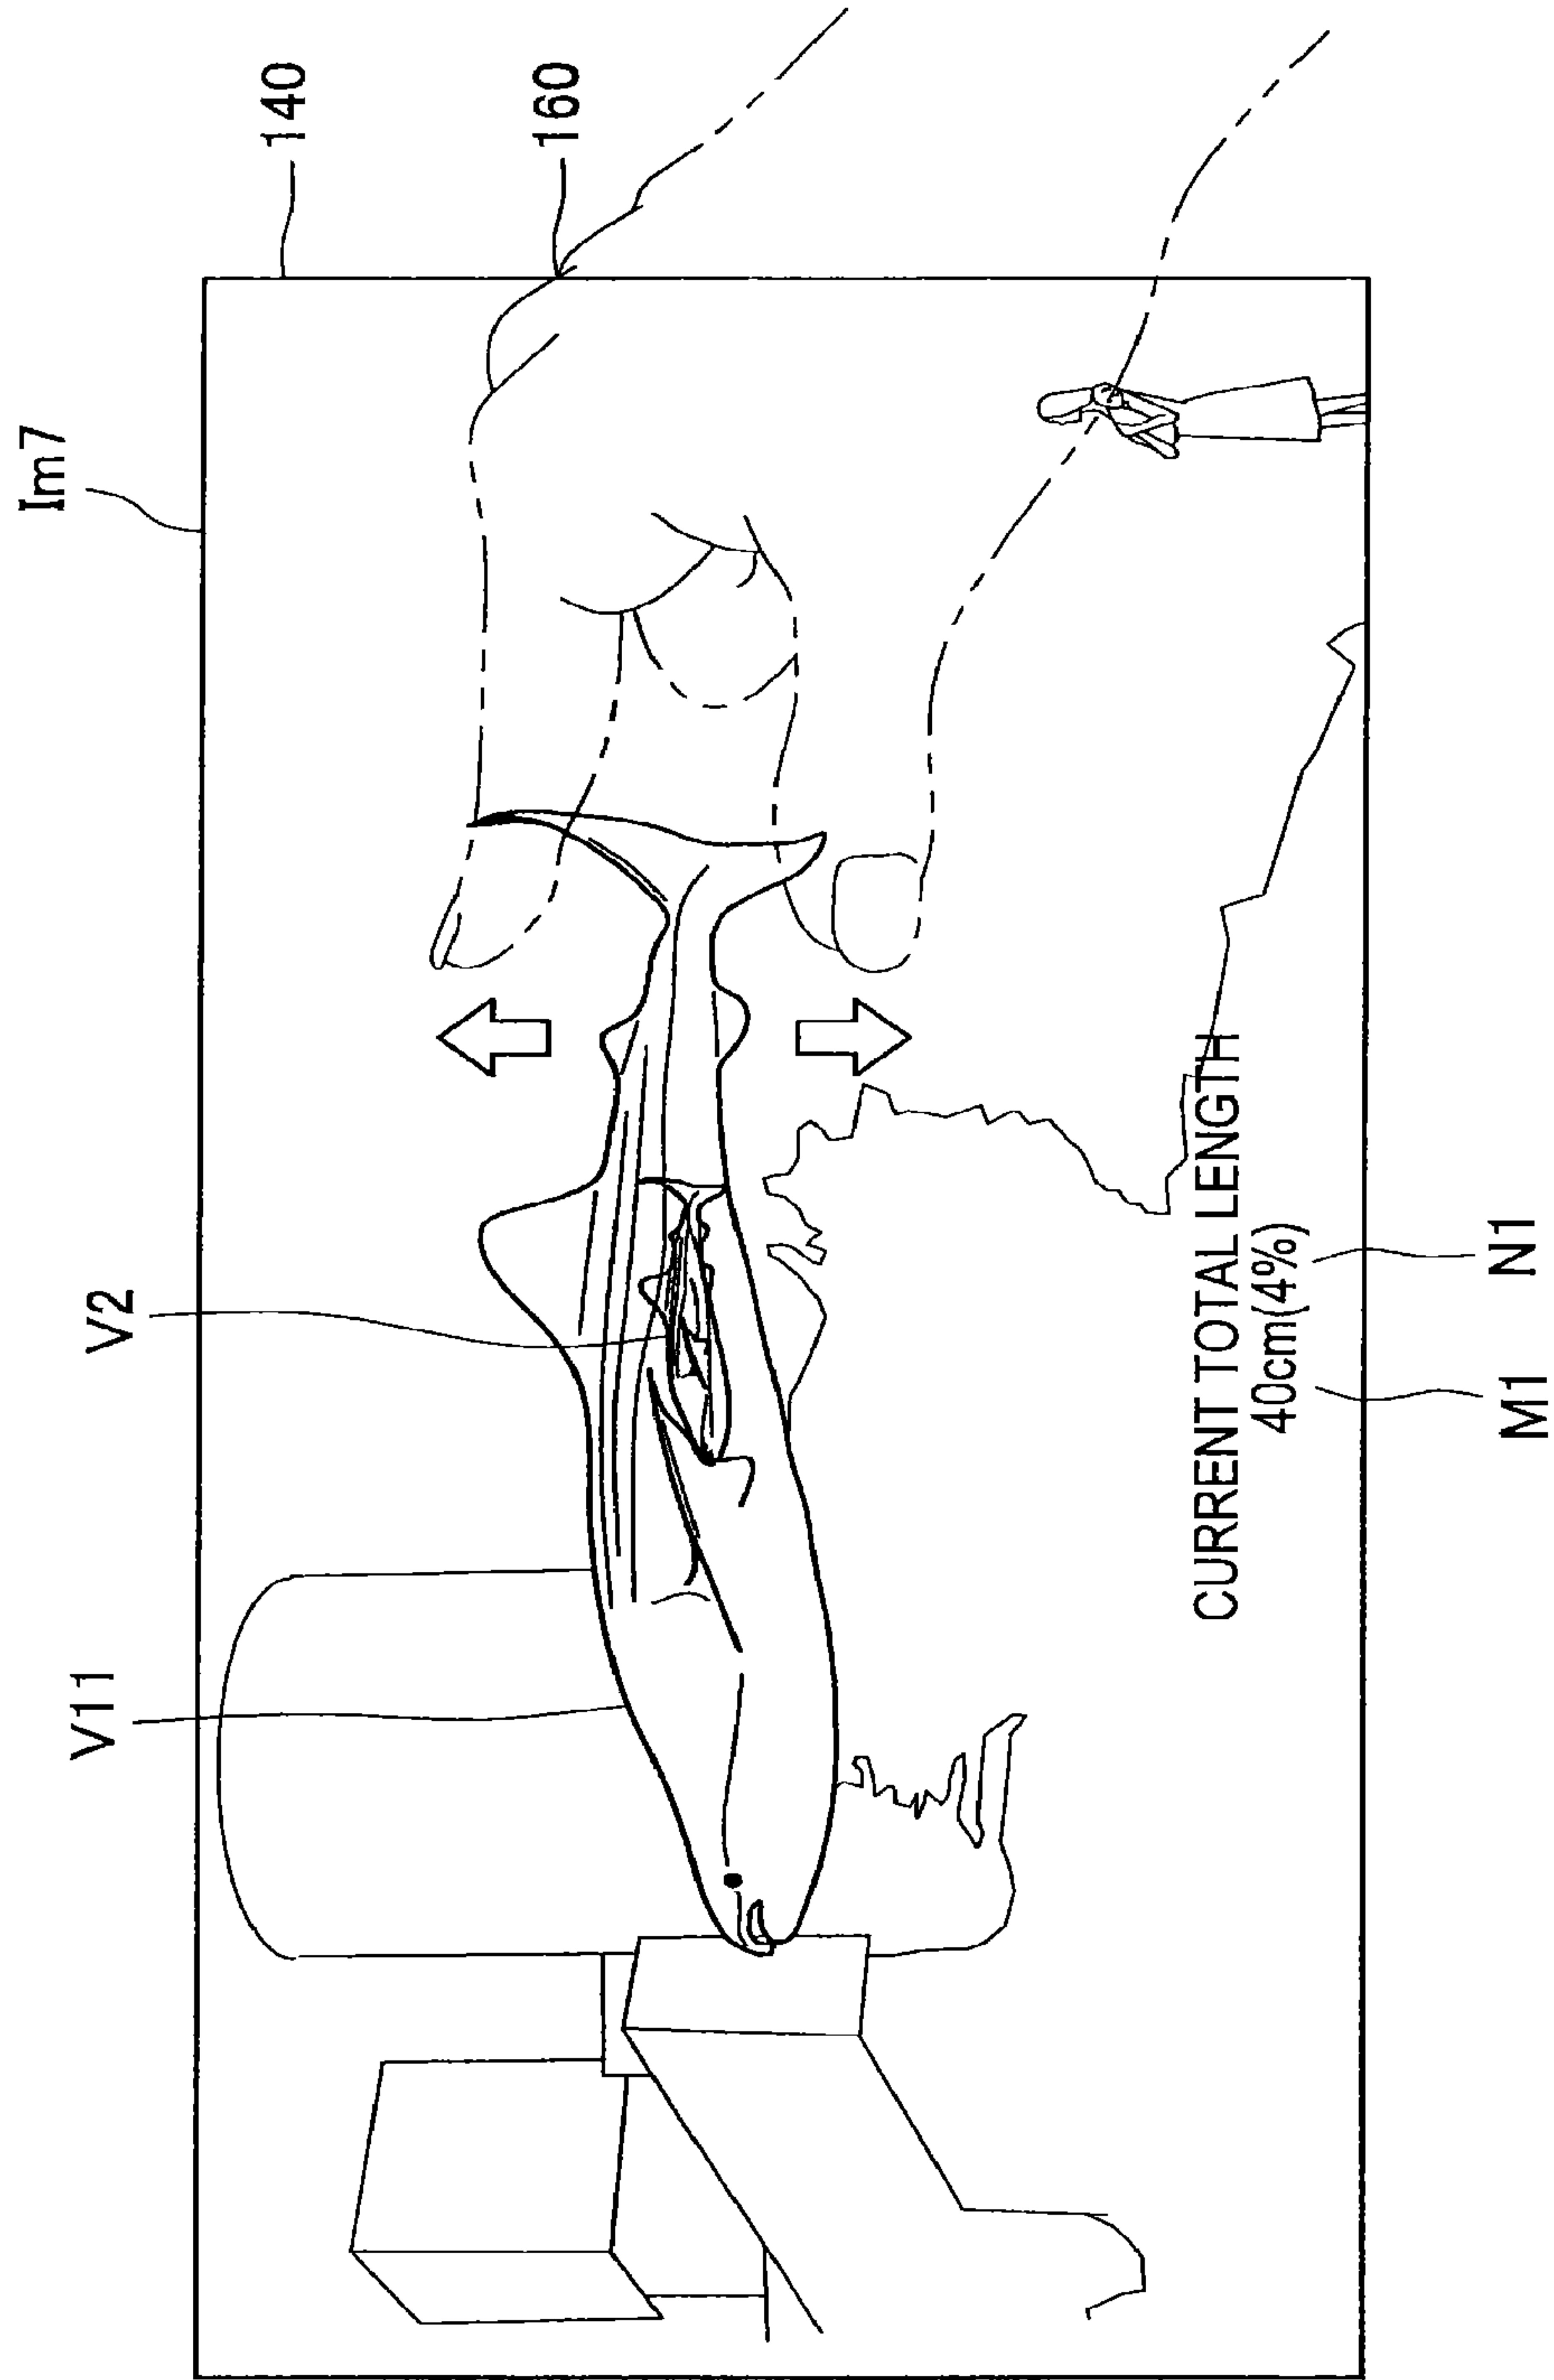 Im7
V11
V2
140
160
CURRENT TOTAL LENGTH
40cm(4%)
M1
N1